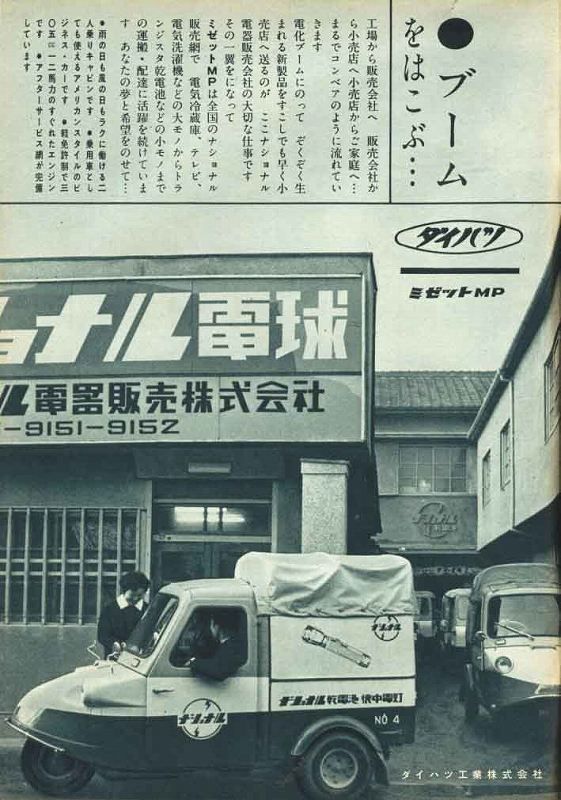 ●ブーム
をはこぶ…
工場から販売会社へ　販売会社か
ら小売店へ小売店からご家庭へ…
まるでコンベアのように流れてい
きます
電化ブームにのって　ぞくぞく生
まれる新製品をすこしでも早く小
売店へ送るのが　ここナショナル
電器販売会社の大切な仕事です
その一翼をになって
ミゼットMPは全国のナショナル
販売網で　電気冷蔵庫、テレビ、
電気洗濯機などの大モノからトラ
ンジスタ乾電池などの小モノまで
の運搬・配達に活躍を続けていま
す　あなたの夢と希望をのせて…
●雨の日も風の日もラクに働ける二
人乗りキャビンです　●乗用車とし
ても使えるアメリカンスタイルのビ
ジネス・カーです　●軽免許制で三
〇五cc一二馬力のすぐれたエンジン
です　●アフターサービス網が完備
しています
ダイハツ
ミゼットMP
ョナル電球
ル電器販売株式会社
-9151-9152
ナショナル
ナショナル
ナショナル乾電池 懐中電灯
NO 4
ナショナル
ダイハツ工業株式会社